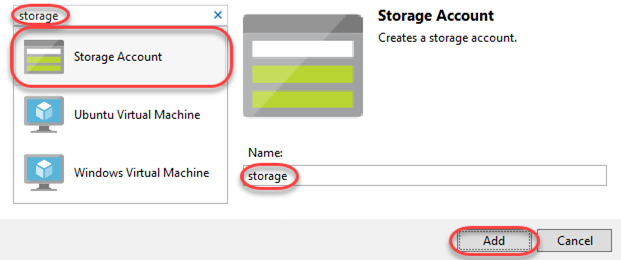 storage
Storage Account
Ubuntu Virtual Machine
Windows Virtual Machine
Storage Account
Creates a storage account.
Name:
storage
Add
Cancel